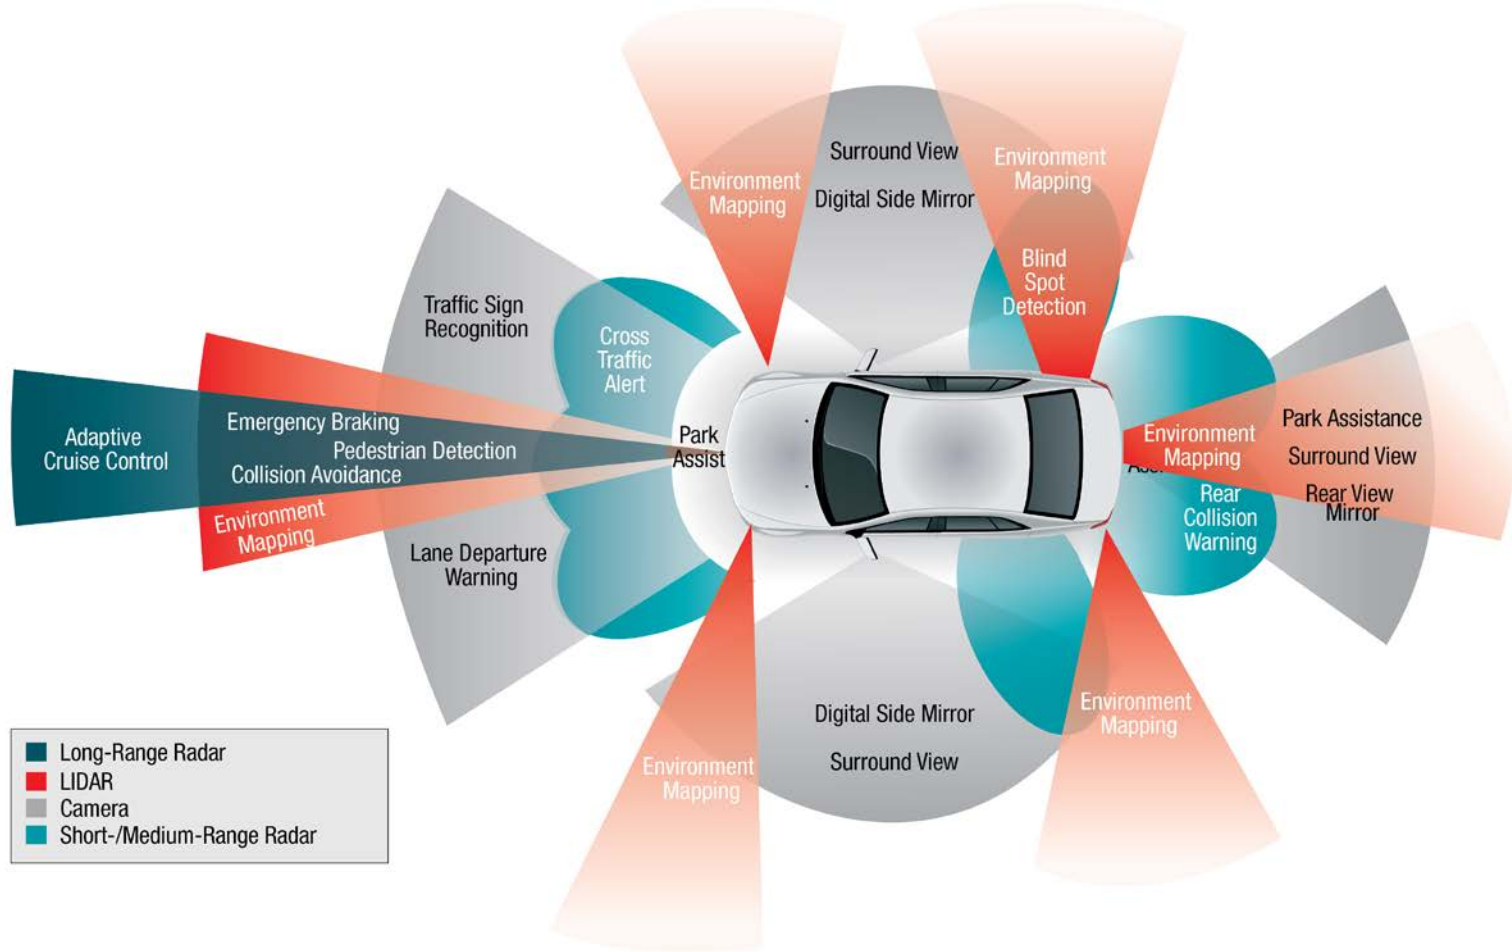 Surround View
Digital Side Mirror
Environment
Mapping
Environment
Mapping
Blind
Spot
Detection
Traffic Sign
Recognition
Cross
Traffic
Alert
Adaptive
Cruise Control
Emergency Braking
Pedestrian Detection
Collision Avoidance
Environment
Mapping
Lane Departure
Warning
Park
Assist
Environment
Mapping
Rear
Collision
Warning
Park Assistance
Surround View
Rear View
Mirror
Environment
Mapping
Digital Side Mirror
Surround View
Environment
Mapping
Long-Range Radar
LIDAR
Camera
Short-/Medium-Range Radar